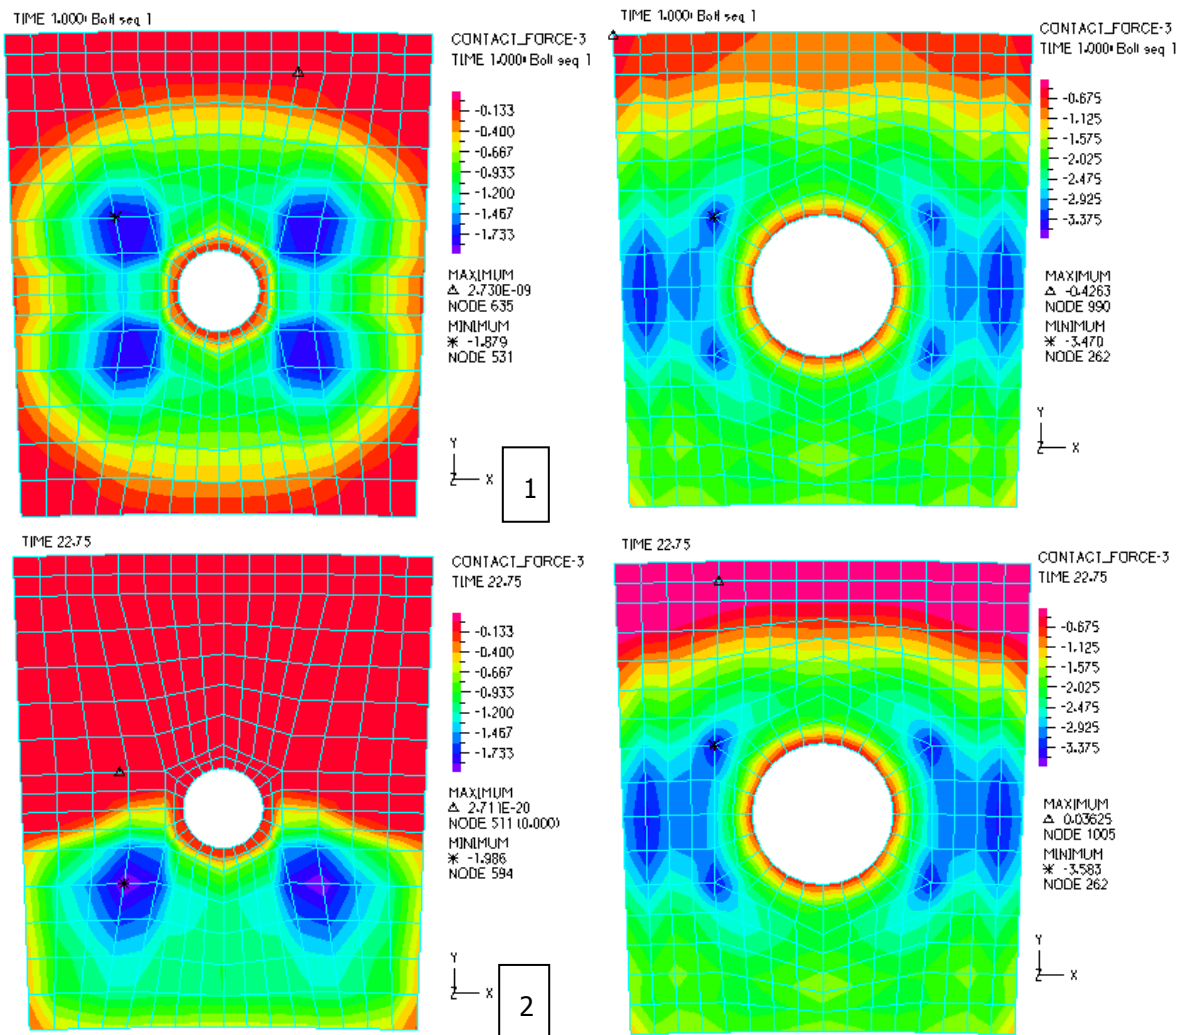 TIME 1.000, Bolt seq 1
CONTACT_FORCE-3
TIME 1.000, Bolt seq 1
-0.133
-0.400
-0.667
-0.933
-1.200
-1.467
-1.733
MAXIMUM
△ 2.730E-09
NODE 635
MINIMUM
* -1.879
NODE 531
Y
Z X
1
TIME 1.000, Bolt seq 1
CONTACT_FORCE-3
TIME 1.000, Bolt seq 1
-0.675
-1.125
-1.575
-2.025
-2.475
-2.925
-3.375
MAXIMUM
△ -0.4263
NODE 990
MINIMUM
* -3.470
NODE 262
Y
Z X
TIME 22.75
CONTACT_FORCE-3
TIME 22.75
-0.133
-0.400
-0.667
-0.933
-1.200
-1.467
-1.733
MAXIMUM
△ 2.711E-20
NODE 511 (0.000)
MINIMUM
* -1.986
NODE 594
Y
Z X
2
TIME 22.75
CONTACT_FORCE-3
TIME 22.75
-0.675
-1.125
-1.575
-2.025
-2.475
-2.925
-3.375
MAXIMUM
△ 0.03625
NODE 1005
MINIMUM
* -3.583
NODE 262
Y
Z X